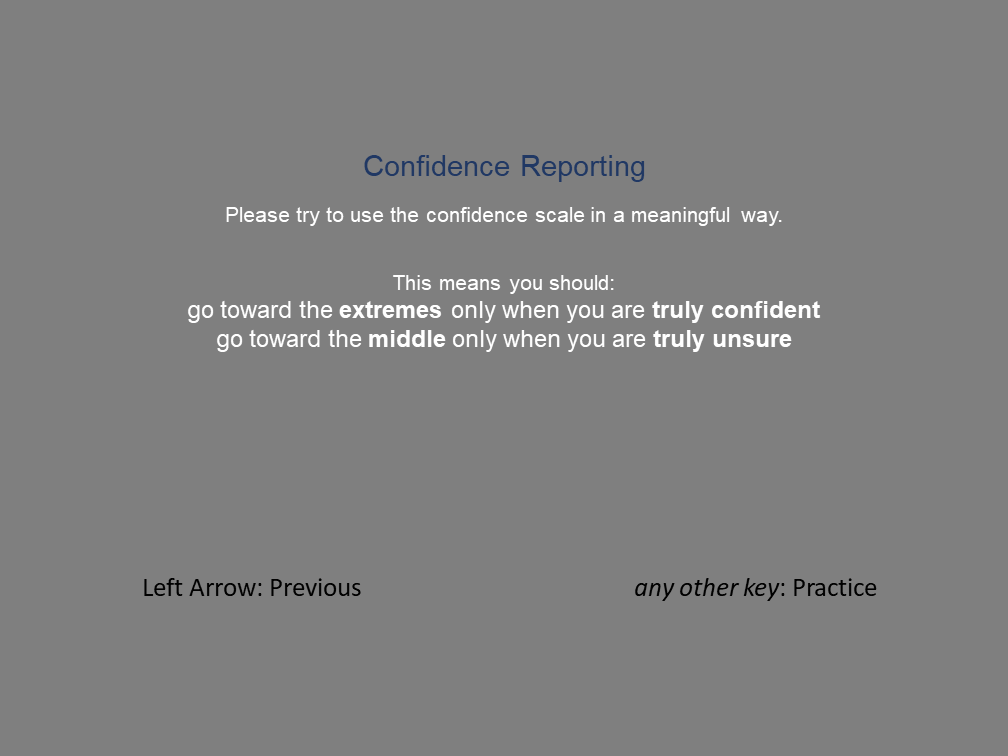 Confidence Reporting
Please try to use the confidence scale in a meaningful way.
This means you should:
go toward the extremes only when you are truly confident
go toward the middle only when you are truly unsure
Left Arrow: Previous
any other key: Practice